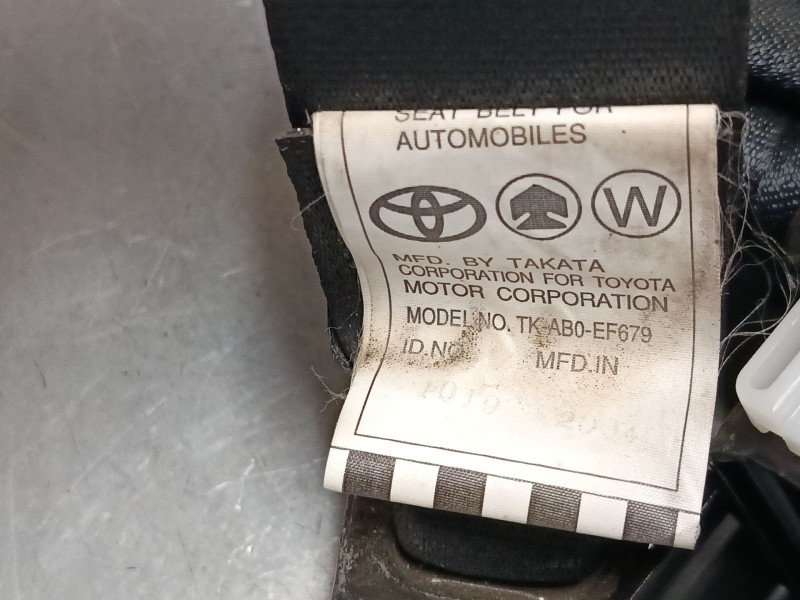 SEAT BELT FOR
AUTOMOBILES
W
MFD. BY TAKATA
CORPORATION FOR TOYOTA
MOTOR CORPORATION
MODEL NO. TK-AB0-EF679
ID.NO. MFD.IN